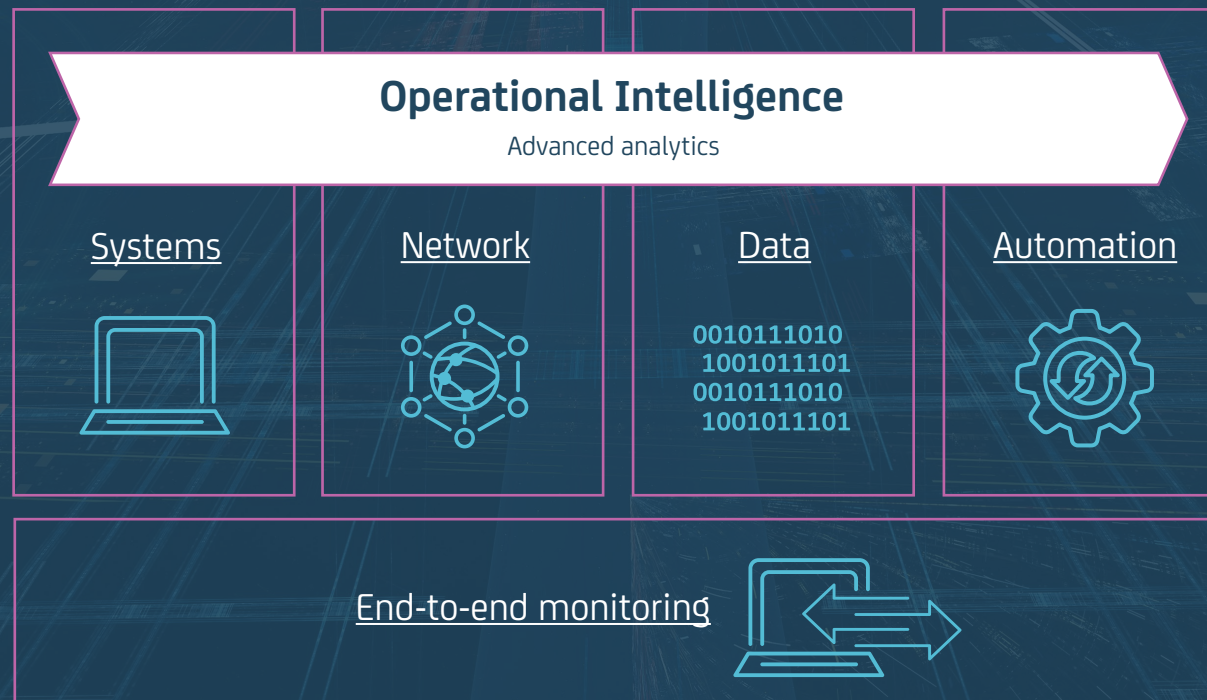 Operational Intelligence
Advanced analytics
Systems
Network
Data
Automation
0010111010
1001011101
0010111010
1001011101
End-to-end monitoring